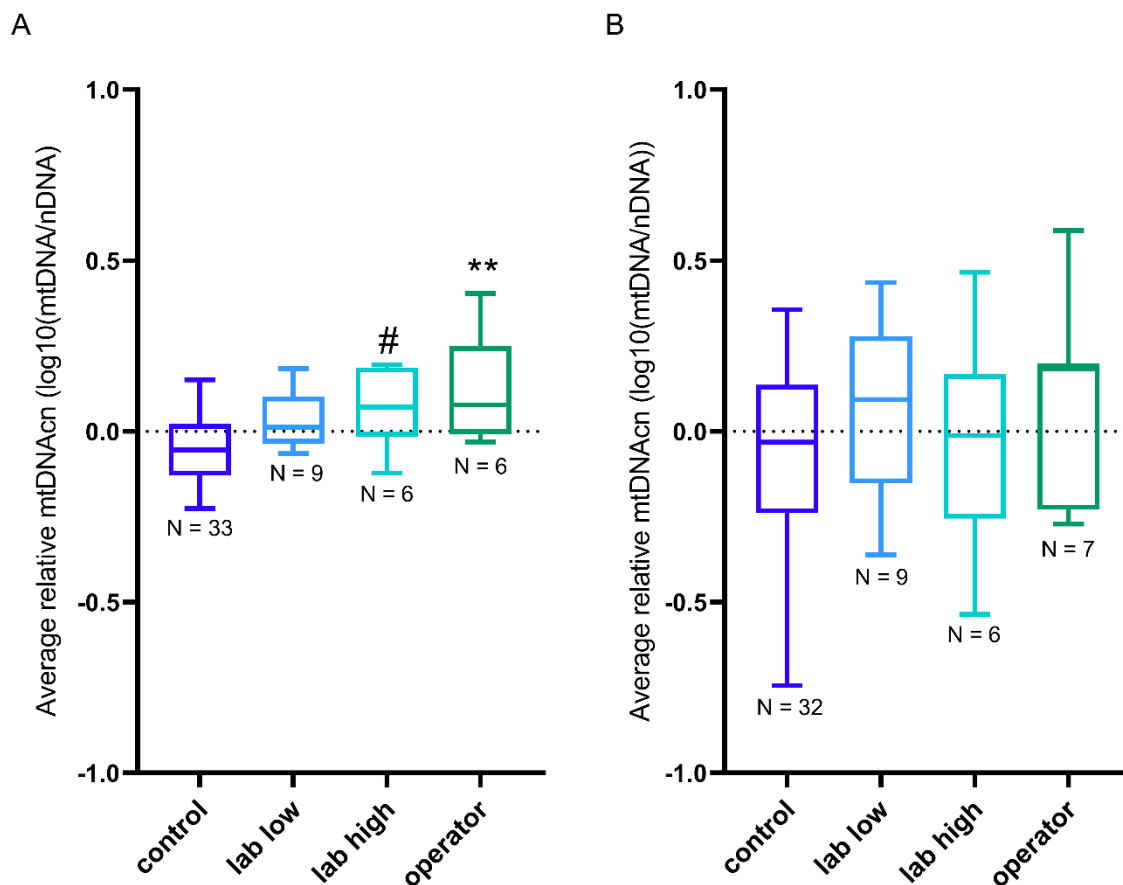 A
Average relative mtDNAcn (log10(mtDNA/nDNA)
1.0
0.5
0.0
-0.5
-1.0
N = 33
N = 9
#
N = 6
**
N = 6
control
lab low
lab high
operator
B
Average relative mtDNAcn (log10(mtDNA/nDNA))
1.0
0.5
0.0
-0.5
-1.0
N = 32
N = 9
N = 6
N = 7
control
lab low
lab high
operator